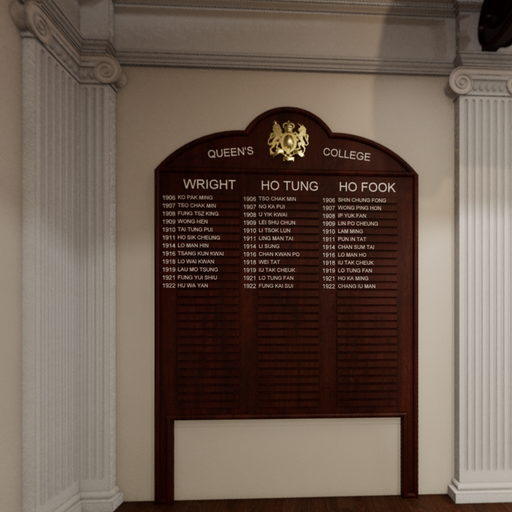 QUEEN'S COLLEGE
WRIGHT HO TUNG HO FOOK
1906 KO PAK MING 1906 TSO CHAK MIN 1906 SHIN CHUNG FONG
1907 TSO CHAK MIN 1907 NG KA PUI 1907 WONG PING HON
1908 FUNG TSZ KING 1908 U YIK KWAI 1908 IP YUK FAN
1909 WONG HEN 1909 LEI SHU CHUN 1909 LIN PO CHEUNG
1910 TAI TUNG PUI 1910 LI TSOK LUN 1910 LAM MING
1911 HO SIK CHEUNG 1911 UNG MAN TAI 1911 PUN IN TAT
1914 LO MAN HIN 1914 LI SUNG 1914 CHAN SUM TAI
1916 TSANG KUN KWAI 1916 CHAN KWAN PO 1916 LO MAN HO
1918 LO WAI KWAN 1918 WEI TAT 1918 IU TAK CHEUK
1919 LAU MO TSUNG 1919 IU TAK CHEUK 1919 LO TUNG FAN
1921 FUNG YUI SHIU 1921 LO TUNG FAN 1921 HO KA MING
1922 HU WA YAN 1922 FUNG KAI SUI 1922 CHANG IU MAN